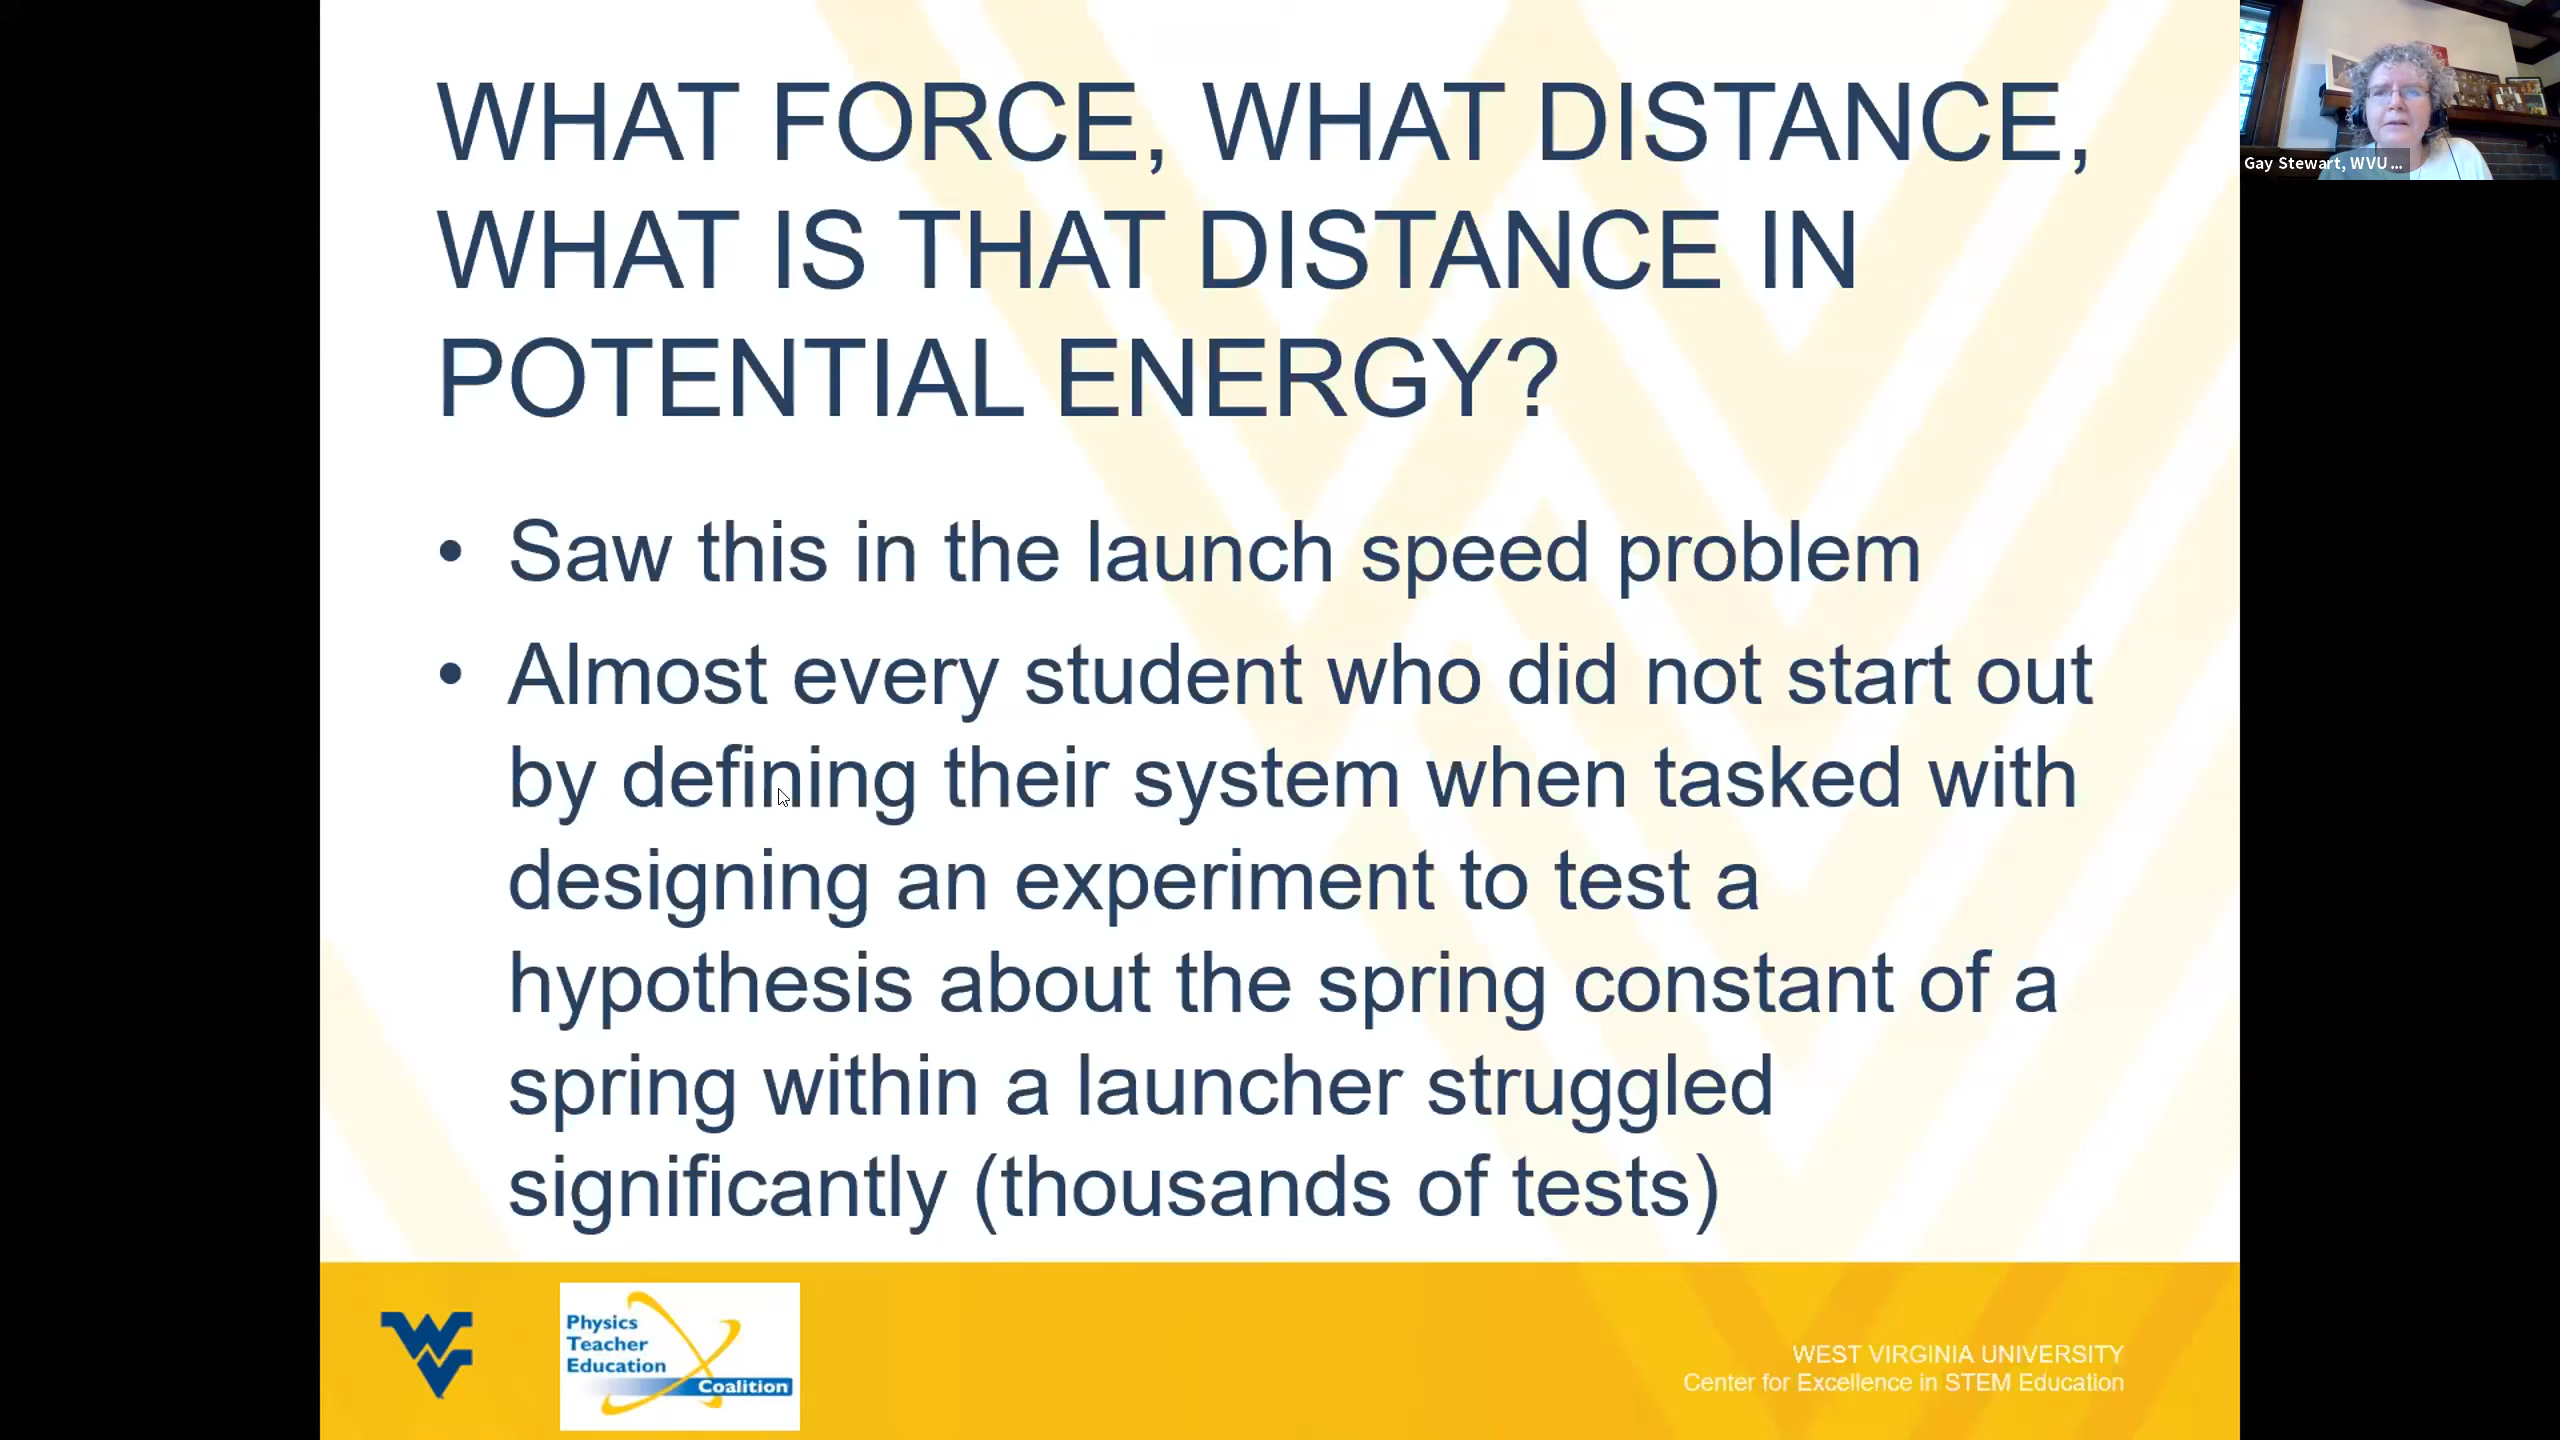 WHAT FORCE, WHAT DISTANCE,
WHAT IS THAT DISTANCE IN
POTENTIAL ENERGY?
• Saw this in the launch speed problem
• Almost every student who did not start out
by defining their system when tasked with
designing an experiment to test a
hypothesis about the spring constant of a
spring within a launcher struggled
significantly (thousands of tests)
Gay Stewart, WVU ...
WV
Physics
Teacher
Education
Coalition
WEST VIRGINIA UNIVERSITY
Center for Excellence in STEM Education